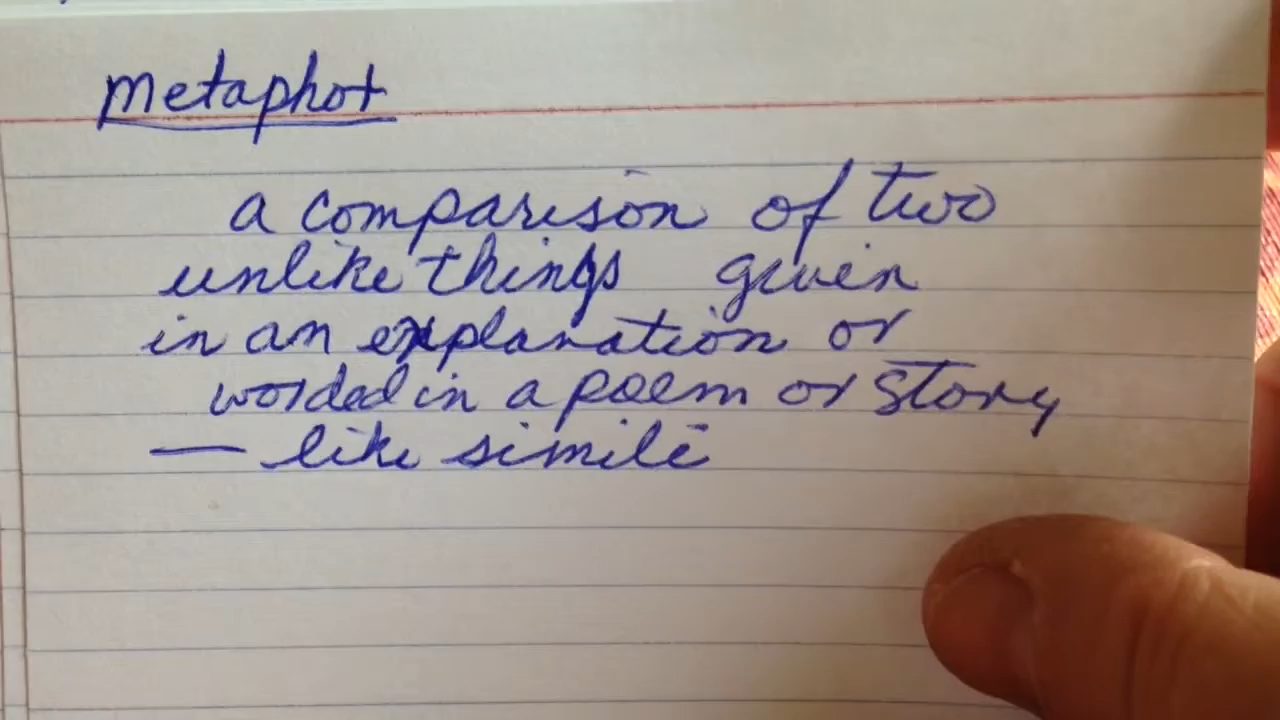 metaphor
a comparison of two
unlike things given
in an explanation or
worded in a poem or story
— like simile